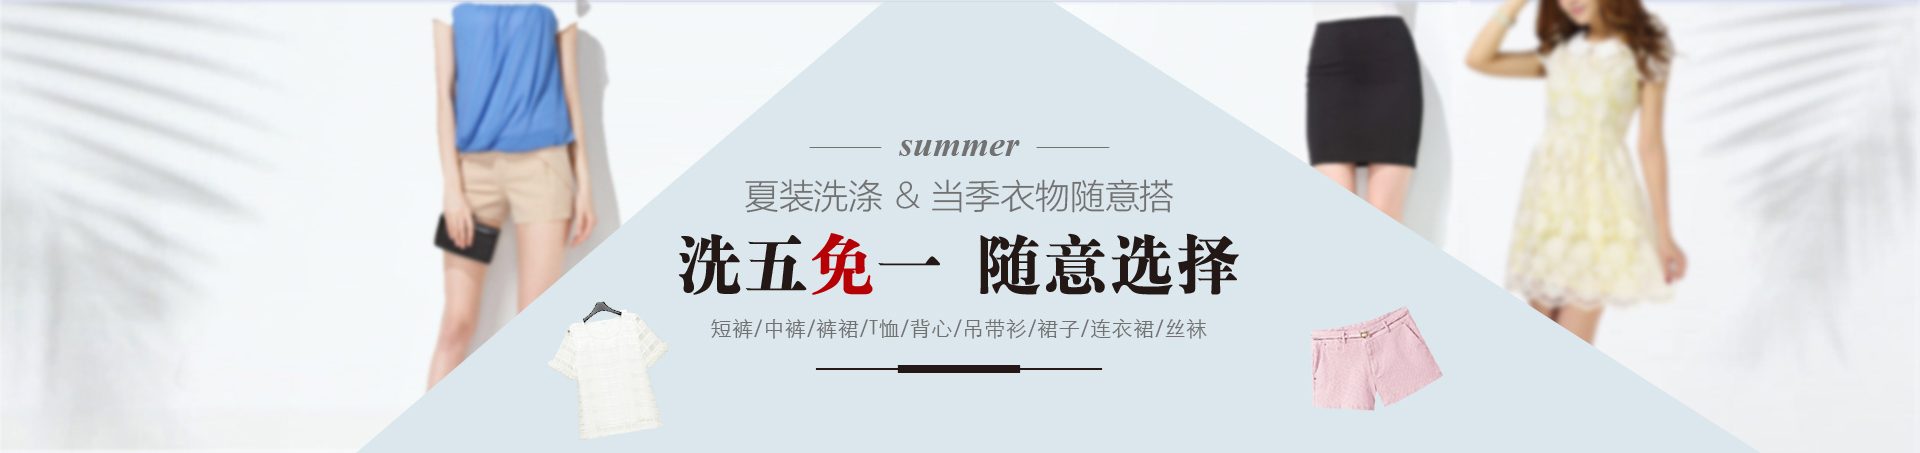 summer
夏装洗涤 & 当季衣物随意搭
洗五免一 随意选择
短裤/中裤/裤裙/T恤/背心/吊带衫/裙子/连衣裙/丝袜